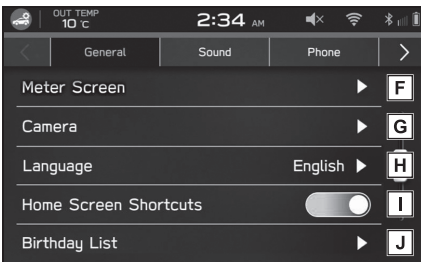 OUT TEMP
10 °C
2:34 AM
General
Sound
Phone
Meter Screen
F
Camera
G
Language
English
H
Home Screen Shortcuts
I
Birthday List
J